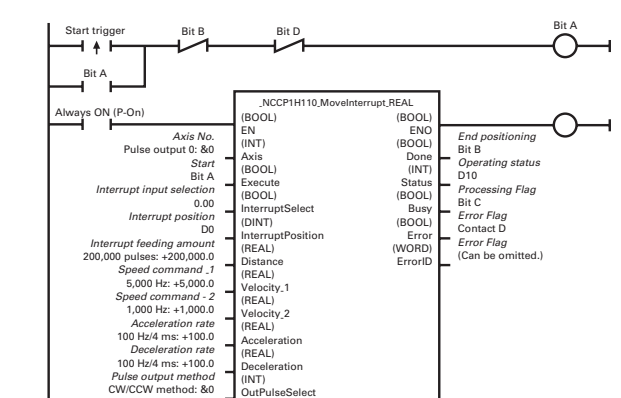 Start trigger
Bit B
Bit D
Bit A
Bit A
Always ON (P-On)
_NCCP1H110_MoveInterrupt_REAL
(BOOL) (BOOL)
EN ENO
Axis No. (INT) (BOOL) End positioning
Pulse output 0: &0 Axis Done Bit B
Start (BOOL) (INT) Operating status
Bit A Execute Status D10
Interrupt input selection (BOOL) (BOOL) Processing Flag
0.00 InterruptSelect Busy Bit C
Interrupt position (DINT) (BOOL) Error Flag
D0 InterruptPosition Error Contact D
Interrupt feeding amount (REAL) (WORD) Error Flag
200,000 pulses: +200,000.0 Distance ErrorID (Can be omitted.)
Speed command _1 (REAL)
5,000 Hz: +5,000.0 Velocity_1
Speed command - 2 (REAL)
1,000 Hz: +1,000.0 Velocity_2
Acceleration rate (REAL)
100 Hz/4 ms: +100.0 Acceleration
Deceleration rate (REAL)
100 Hz/4 ms: +100.0 Deceleration
Pulse output method (INT)
CW/CCW method: &0 OutPulseSelect